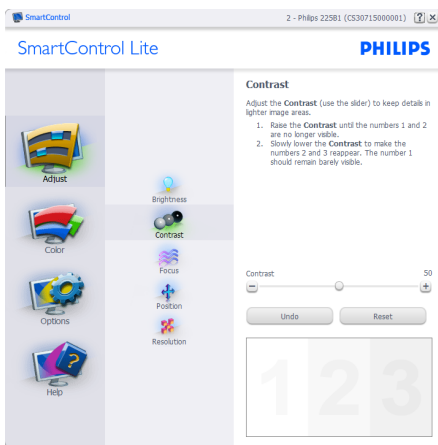 SmartControl
2 - Philips 225B1 (CS30715000001)
?
SmartControl Lite
PHILIPS
Adjust
Color
Options
Help
Brightness
Contrast
Focus
Position
Resolution
Contrast
Adjust the Contrast (use the slider) to keep details in
lighter image areas.
1. Raise the Contrast until the numbers 1 and 2
are no longer visible.
2. Slowly lower the Contrast to make the
numbers 2 and 3 reappear. The number 1
should remain barely visible.
Contrast 50
Undo Reset
1 2 3